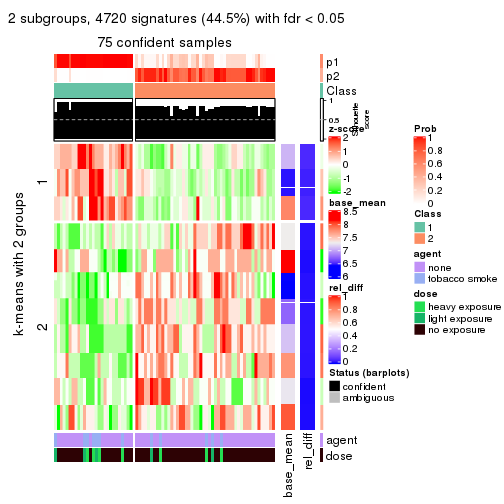 2 subgroups, 4720 signatures (44.5%) with fdr < 0.05
75 confident samples
p1
p2
Class
1
0.5
0
Silhouette
score
k-means with 2 groups
1
2
agent
dose
base_mean
rel_diff
z-score
2
1
0
-1
-2
base_mean
8.5
8
7.5
7
6.5
6
rel_diff
1
0.8
0.6
0.4
0.2
0
Status (barplots)
confident
ambiguous
Prob
1
0.8
0.6
0.4
0.2
0
Class
1
2
agent
none
tobacco smoke
dose
heavy exposure
light exposure
no exposure